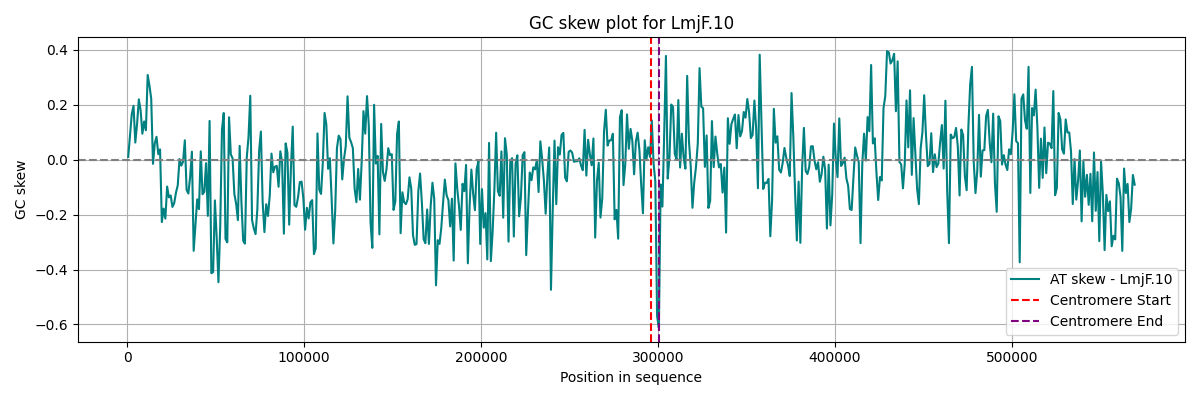 GC skew plot for LmjF.10
GC skew
0.4
0.2
0.0
−0.2
−0.4
−0.6
0
100000
200000
300000
400000
500000
Position in sequence
AT skew - LmjF.10
Centromere Start
Centromere End